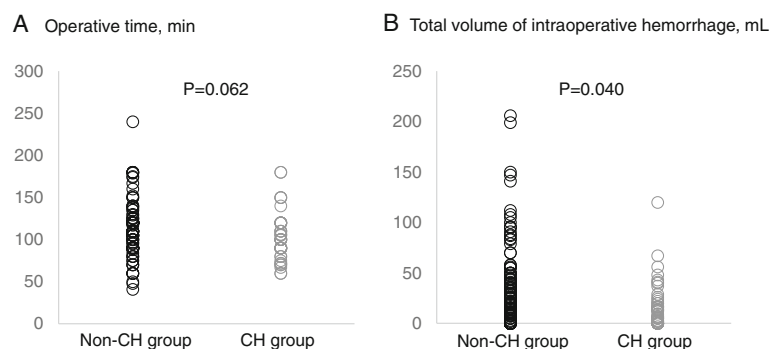 A Operative time, min
P=0.062
300
250
200
150
100
50
0
Non-CH group CH group
B Total volume of intraoperative hemorrhage, mL
P=0.040
250
200
150
100
50
0
Non-CH group CH group